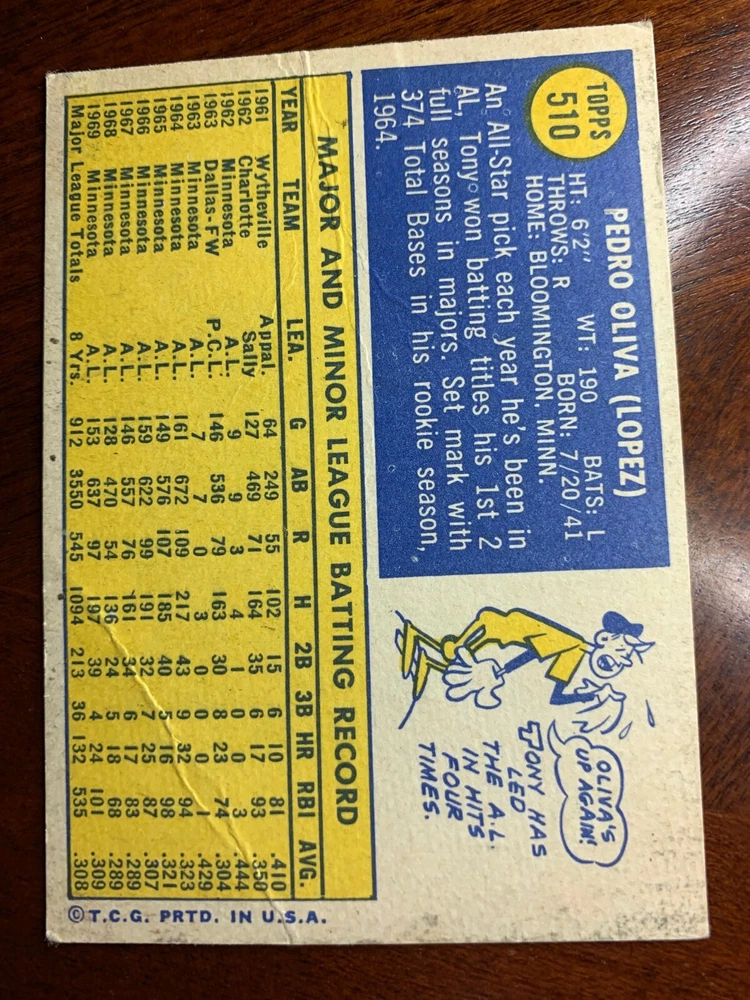 TOPPS
510
PEDRO OLIVA (LOPEZ)
HT: 6'2" WT: 190 BATS: L
THROWS: R BORN: 7/20/41
HOME: BLOOMINGTON, MINN.
An All-Star pick each year he's been in
AL, Tony won batting titles his 1st 2
full seasons in majors. Set mark with
374 Total Bases in his rookie season,
1964.
OLIVA'S
UP AGAIN!
TONY HAS
LED
THE A.L.
IN HITS
FOUR
TIMES.
MAJOR AND MINOR LEAGUE BATTING RECORD
YEAR TEAM LEA. G AB R H 2B 3B HR RBI AVG.
1961 Wytheville Appal. 64 249 55 102 15 6 10 81 .410
1962 Charlotte Sally 127 469 71 164 35 6 17 93 .350
1962 Minnesota A.L. 9 9 3 4 1 0 0 3 .444
1963 Dallas-FW P.C.L. 146 536 79 163 30 8 23 74 .304
1963 Minnesota A.L. 7 7 0 3 0 0 0 1 .429
1964 Minnesota A.L. 161 672 109 217 43 9 32 94 .323
1965 Minnesota A.L. 149 576 107 185 40 5 16 98 .321
1966 Minnesota A.L. 159 622 99 191 32 7 25 87 .307
1967 Minnesota A.L. 146 557 76 161 34 6 17 83 .289
1968 Minnesota A.L. 128 470 54 136 24 5 18 68 .289
1969 Minnesota A.L. 153 637 97 197 39 4 24 101 .309
Major League Totals 8 Yrs. 912 3550 545 1094 213 36 132 535 .308
©T.C.G. PRTD. IN U.S.A.